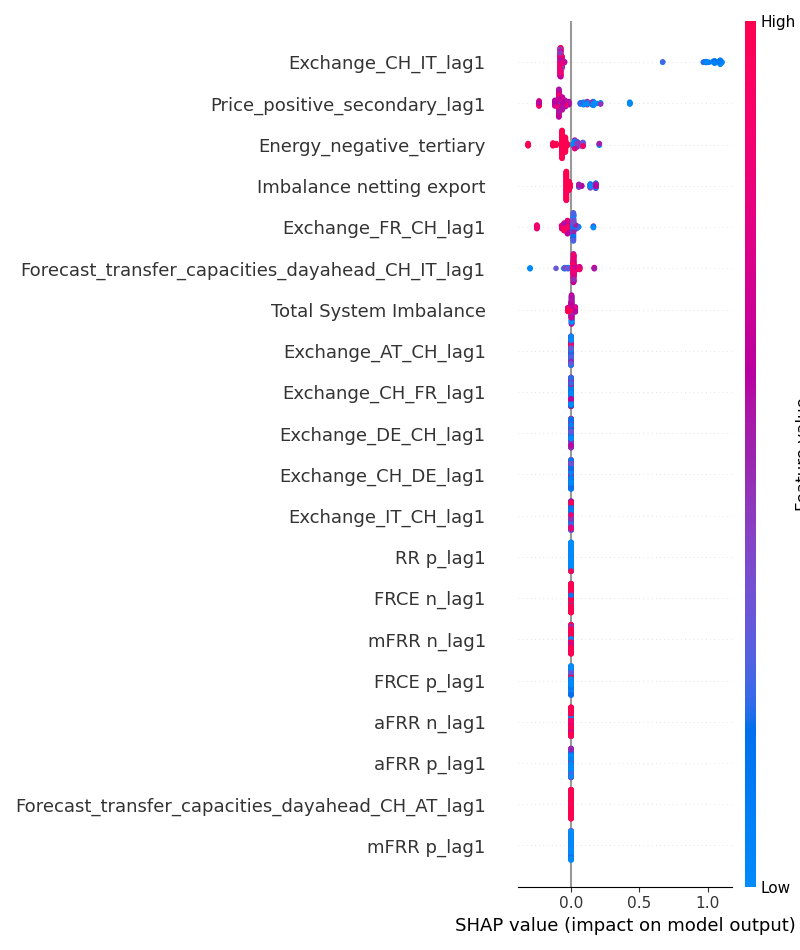 High
Exchange_CH_IT_lag1
Price_positive_secondary_lag1
Energy_negative_tertiary
Imbalance netting export
Exchange_FR_CH_lag1
Forecast_transfer_capacities_dayahead_CH_IT_lag1
Total System Imbalance
Exchange_AT_CH_lag1
Exchange_CH_FR_lag1
Exchange_DE_CH_lag1
Exchange_CH_DE_lag1
Exchange_IT_CH_lag1
RR p_lag1
FRCE n_lag1
mFRR n_lag1
FRCE p_lag1
aFRR n_lag1
aFRR p_lag1
Forecast_transfer_capacities_dayahead_CH_AT_lag1
mFRR p_lag1
Low
0.0 0.5 1.0
SHAP value (impact on model output)